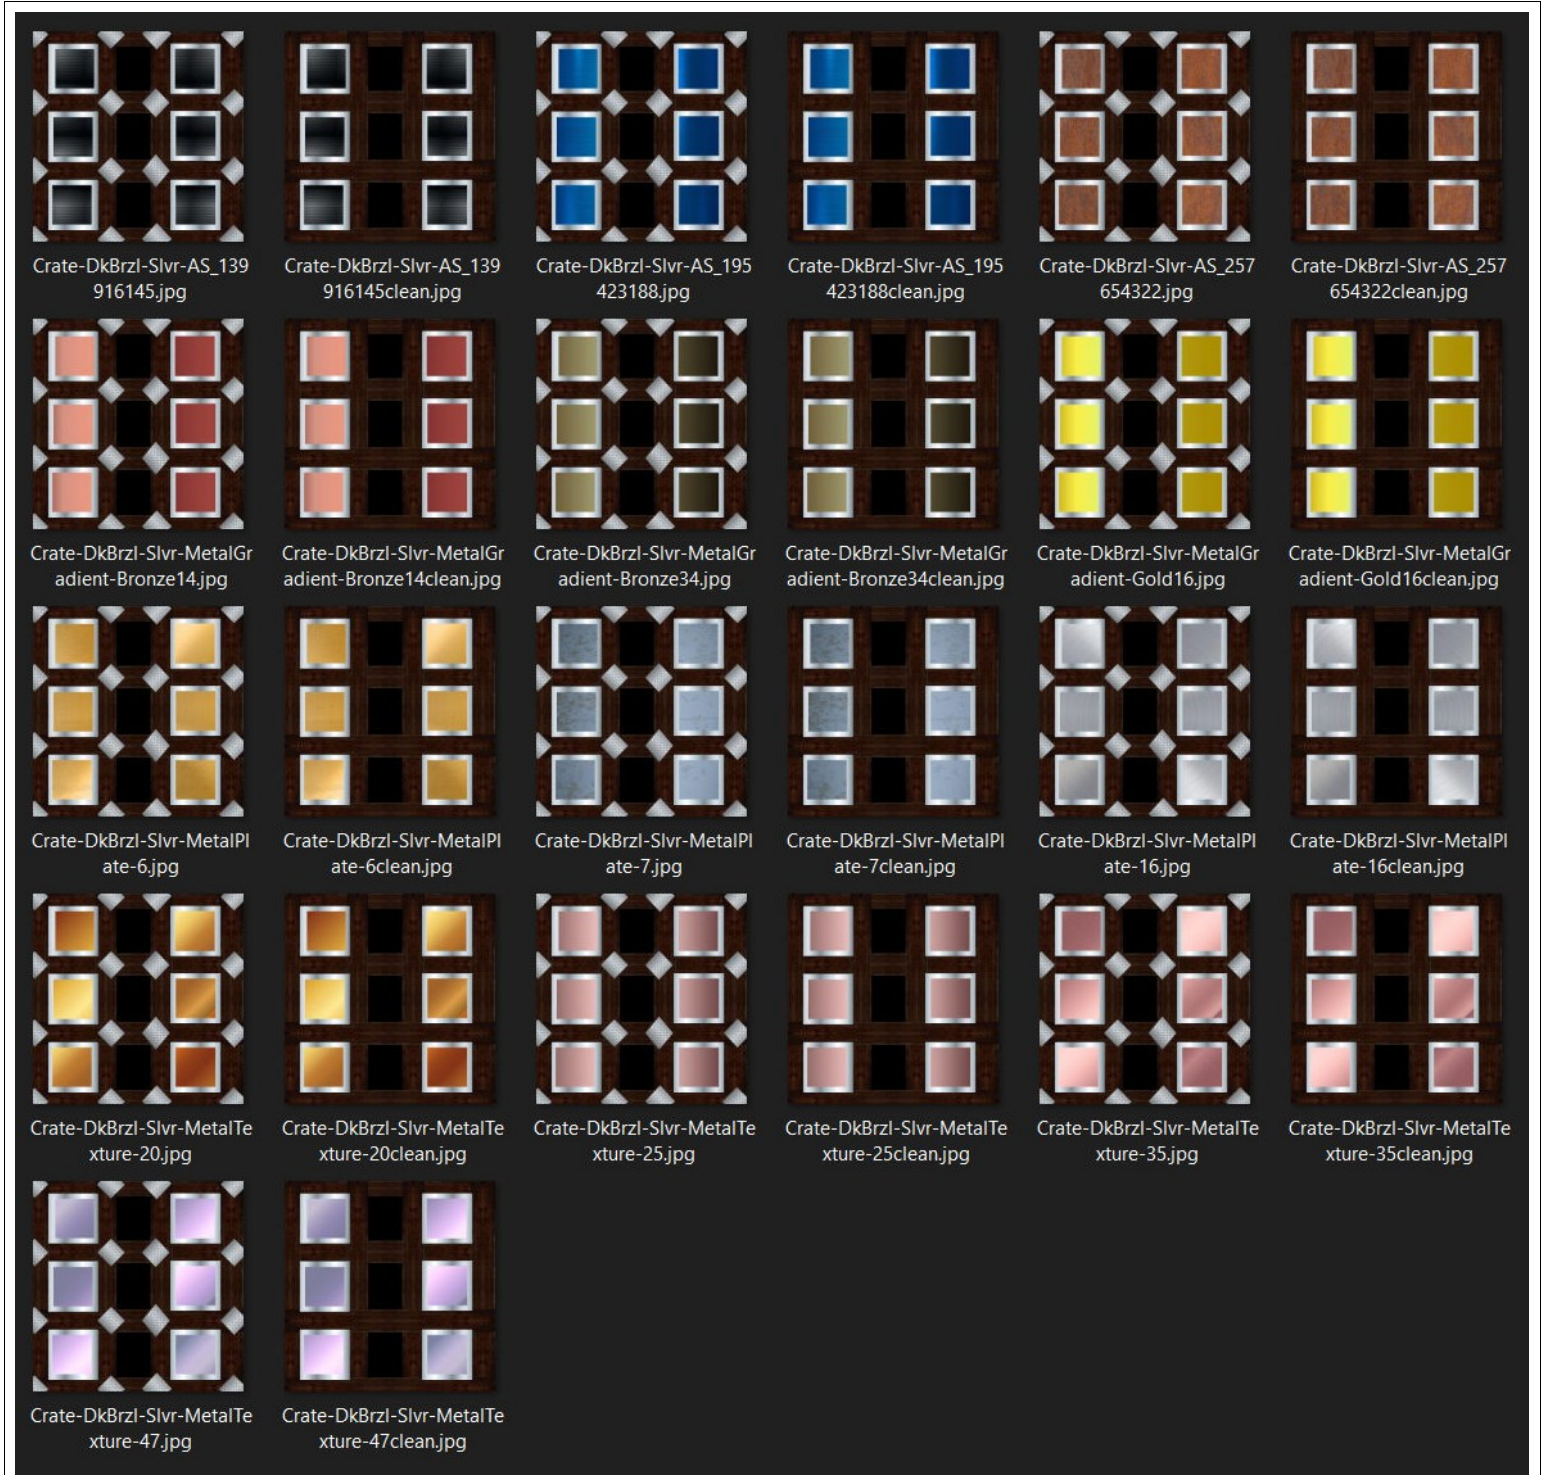 Crate-DkBrzl-Slvr-AS_139
916145.jpg
Crate-DkBrzl-Slvr-AS_139
916145clean.jpg
Crate-DkBrzl-Slvr-AS_195
423188.jpg
Crate-DkBrzl-Slvr-AS_195
423188clean.jpg
Crate-DkBrzl-Slvr-AS_257
654322.jpg
Crate-DkBrzl-Slvr-AS_257
654322clean.jpg
Crate-DkBrzl-Slvr-MetalGr
adient-Bronze14.jpg
Crate-DkBrzl-Slvr-MetalGr
adient-Bronze14clean.jpg
Crate-DkBrzl-Slvr-MetalGr
adient-Bronze34.jpg
Crate-DkBrzl-Slvr-MetalGr
adient-Bronze34clean.jpg
Crate-DkBrzl-Slvr-MetalGr
adient-Gold16.jpg
Crate-DkBrzl-Slvr-MetalGr
adient-Gold16clean.jpg
Crate-DkBrzl-Slvr-MetalPl
ate-6.jpg
Crate-DkBrzl-Slvr-MetalPl
ate-6clean.jpg
Crate-DkBrzl-Slvr-MetalPl
ate-7.jpg
Crate-DkBrzl-Slvr-MetalPl
ate-7clean.jpg
Crate-DkBrzl-Slvr-MetalPl
ate-16.jpg
Crate-DkBrzl-Slvr-MetalPl
ate-16clean.jpg
Crate-DkBrzl-Slvr-MetalTe
xture-20.jpg
Crate-DkBrzl-Slvr-MetalTe
xture-20clean.jpg
Crate-DkBrzl-Slvr-MetalTe
xture-25.jpg
Crate-DkBrzl-Slvr-MetalTe
xture-25clean.jpg
Crate-DkBrzl-Slvr-MetalTe
xture-35.jpg
Crate-DkBrzl-Slvr-MetalTe
xture-35clean.jpg
Crate-DkBrzl-Slvr-MetalTe
xture-47.jpg
Crate-DkBrzl-Slvr-MetalTe
xture-47clean.jpg